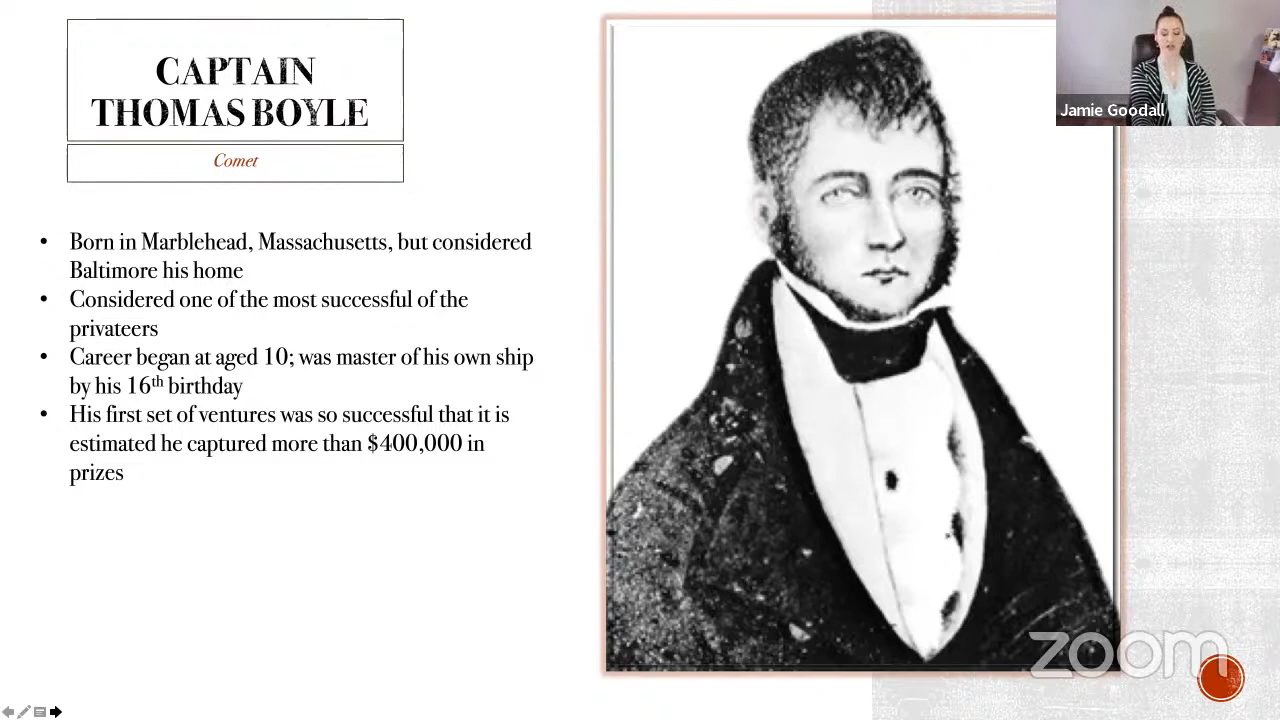 CAPTAIN
THOMAS BOYLE
Comet
• Born in Marblehead, Massachusetts, but considered
Baltimore his home
• Considered one of the most successful of the
privateers
• Career began at aged 10; was master of his own ship
by his 16th birthday
• His first set of ventures was so successful that it is
estimated he captured more than $400,000 in
prizes
Jamie Goodall
zoom